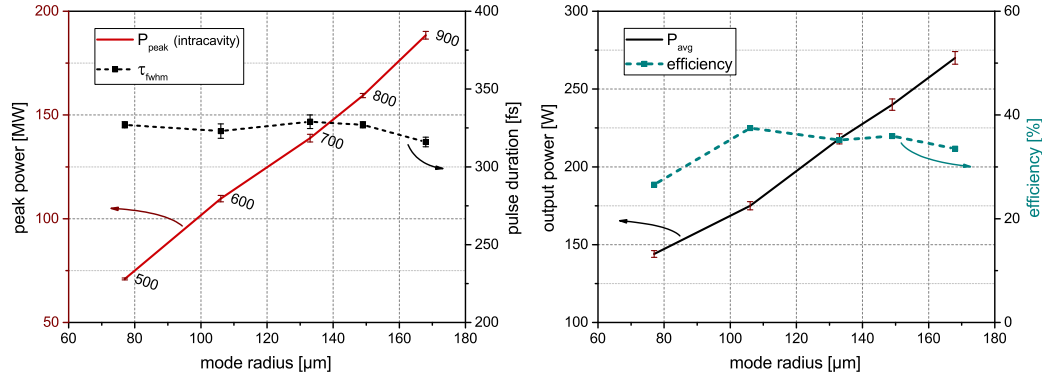 200
150
100
50
peak power [MW]
P_peak (intracavity)
τ_fwhm
500
600
700
800
900
400
350
300
250
200
pulse duration [fs]
60 80 100 120 140 160 180
mode radius [µm]
300
250
200
150
100
output power [W]
P_avg
efficiency
60
40
20
0
efficiency [%]
60 80 100 120 140 160 180
mode radius [µm]